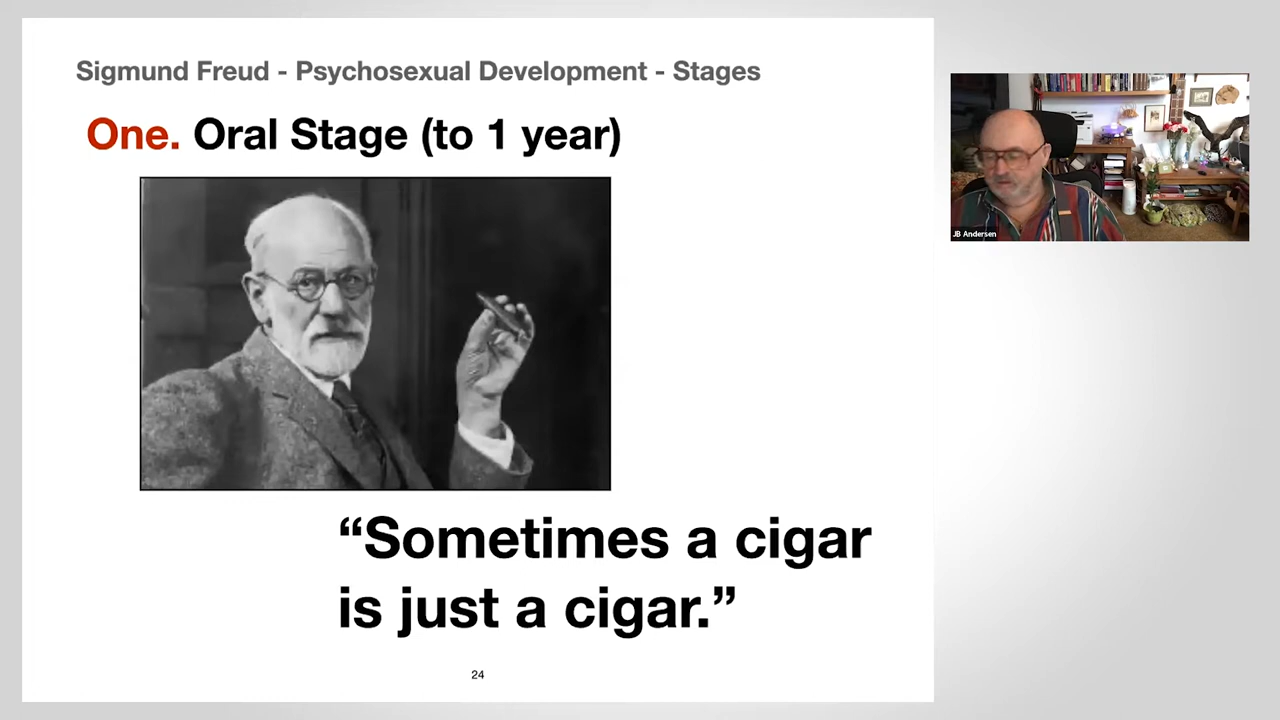 Sigmund Freud - Psychosexual Development - Stages
One. Oral Stage (to 1 year)
“Sometimes a cigar
is just a cigar.”
24
JB Andersen